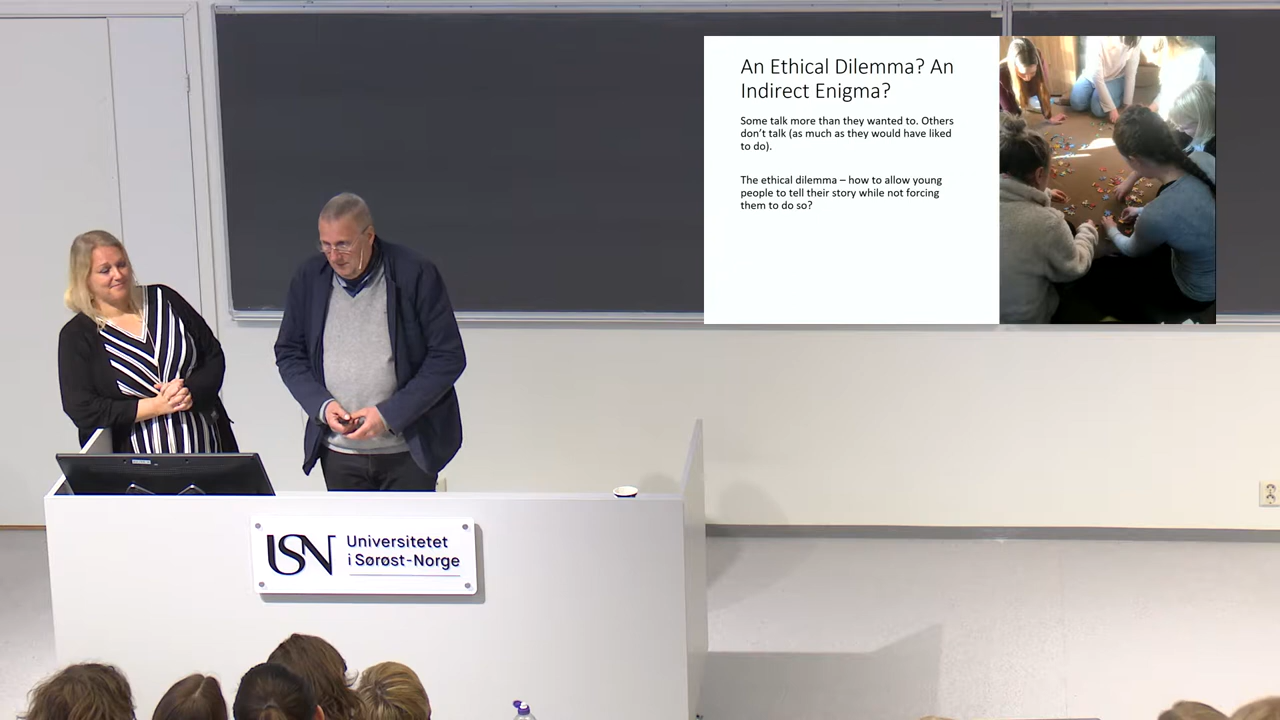 An Ethical Dilemma? An
Indirect Enigma?
Some talk more than they wanted to. Others
don't talk (as much as they would have liked
to do).
The ethical dilemma – how to allow young
people to tell their story while not forcing
them to do so?
USN
Universitetet
i Sørøst-Norge